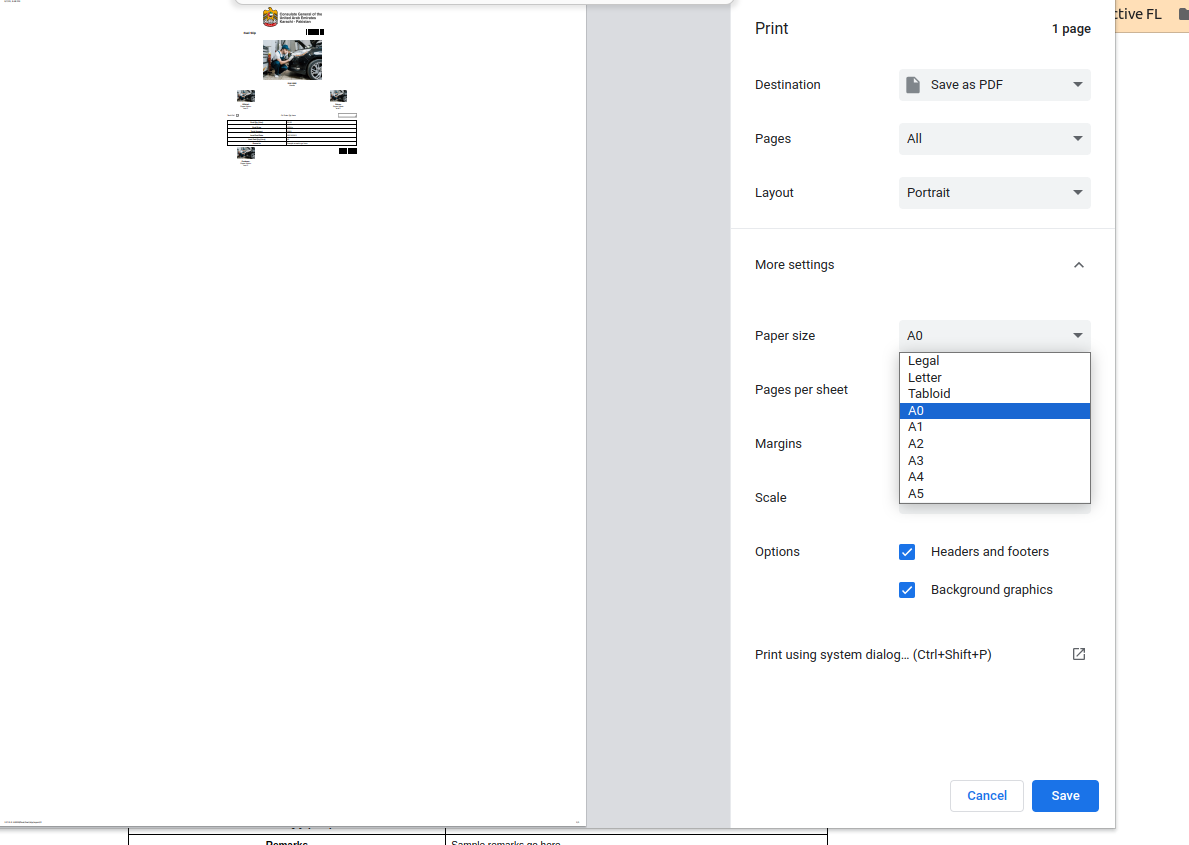 Consulate General of the
United Arab Emirates
Karachi - Pakistan
Print
1 page
ctive FL
Destination
Save as PDF
Pages
All
Layout
Portrait
More settings
Paper size
A0
Legal
Letter
Tabloid
A0
A1
A2
A3
A4
A5
Pages per sheet
Margins
Scale
Options
Headers and footers
Background graphics
Print using system dialog... (Ctrl+Shift+P)
Cancel
Save
Remarks
Sample remarks go here